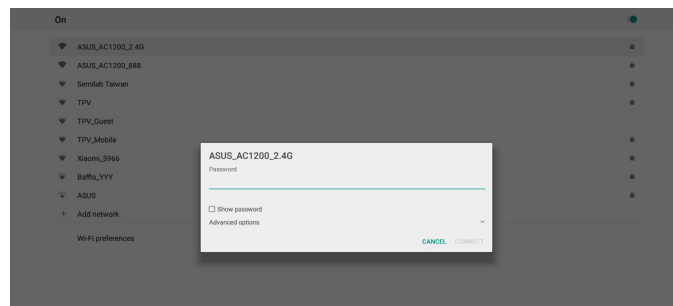 On
ASUS_AC1200_2.4G
ASUS_AC1200_888
Semilab Taiwan
TPV
TPV_Guest
TPV_Mobile
Xiaomi_5966
Baffio_YYY
ASUS
Add network
Wi-Fi preferences
ASUS_AC1200_2.4G
Password
Show password
Advanced options
CANCEL CONNECT